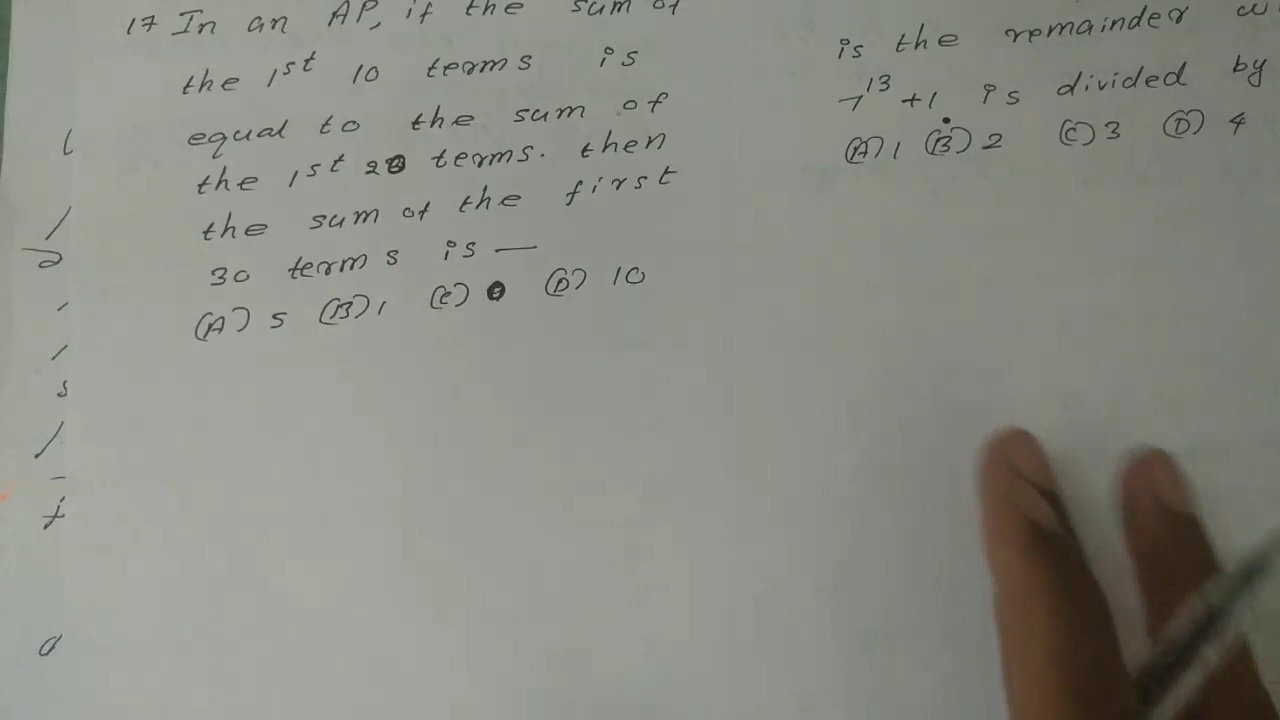 17 In an AP, if the sum of
the 1st 10 terms is
equal to the sum of
the 1st 20 terms. then
the sum of the first
30 terms is —
(A) 5 (B) 1 (C) 0 (D) 10
is the remainder
7^13 +1 is divided by
(A) 1 (B) 2 (C) 3 (D) 4